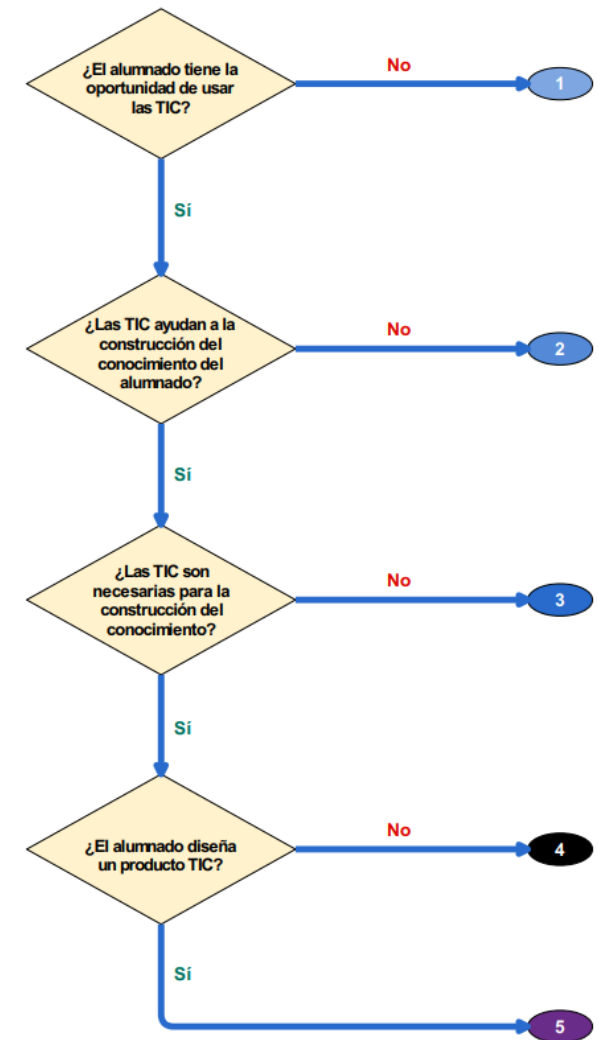 ¿El alumnado tiene la
oportunidad de usar
las TIC?
No
1
Sí
¿Las TIC ayudan a la
construcción del
conocimiento del
alumnado?
No
2
Sí
¿Las TIC son
necesarias para la
construcción del
conocimiento?
No
3
Sí
¿El alumnado diseña
un producto TIC?
No
4
Sí
5